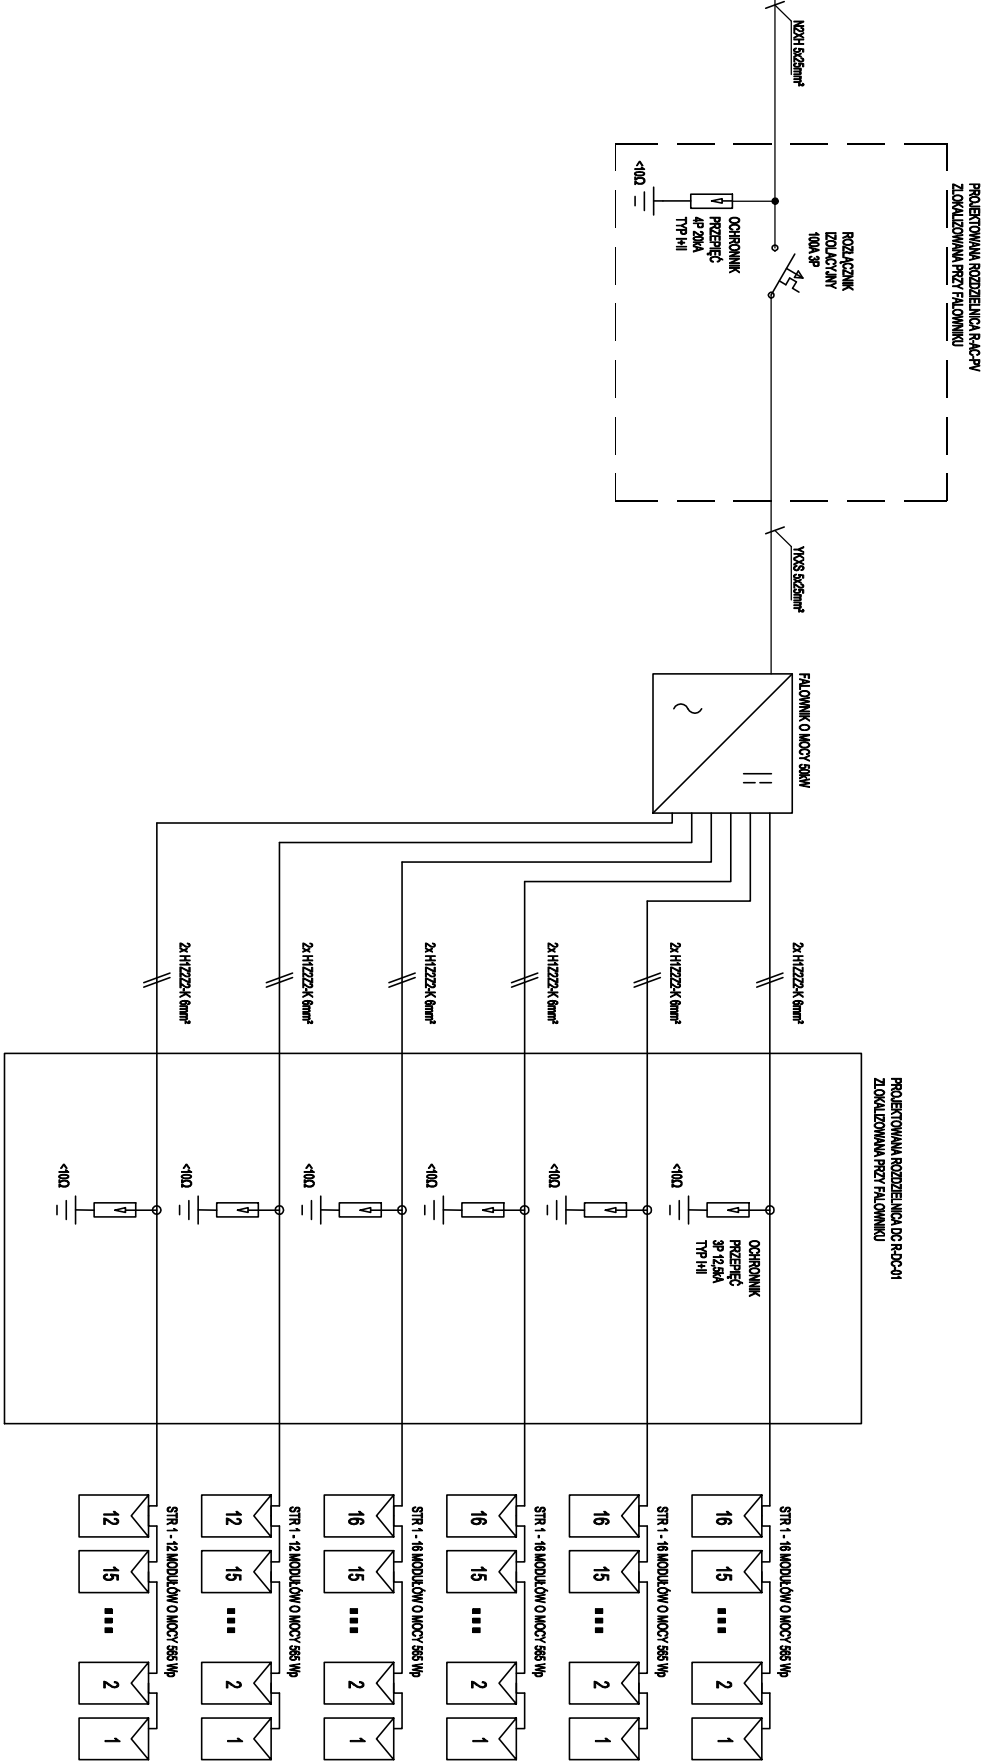 N2XH 5x25mm²
PROJEKTOWANA ROZDZIELNICA R-AC-PV
ZLOKALIZOWANA PRZY FALOWNIKU
ROZŁĄCZNIK
IZOLACYJNY
100A 3P
OCHRONNIK
PRZEPIĘĆ
4P 20kA
TYP I+II
<10Ω
YKXS 5x25mm²
FALOWNIK O MOCY 50kW
2x H1Z2Z2-K 6mm²
2x H1Z2Z2-K 6mm²
2x H1Z2Z2-K 6mm²
2x H1Z2Z2-K 6mm²
2x H1Z2Z2-K 6mm²
2x H1Z2Z2-K 6mm²
PROJEKTOWANA ROZDZIELNICA DC R-DC-01
ZLOKALIZOWANA PRZY FALOWNIKU
<10Ω
<10Ω
<10Ω
<10Ω
<10Ω
<10Ω
OCHRONNIK
PRZEPIĘĆ
3P 12,5kA
TYP I+II
STR 1 - 16 MODUŁÓW O MOCY 565 Wp
16 15 2 1
STR 1 - 16 MODUŁÓW O MOCY 565 Wp
16 15 2 1
STR 1 - 16 MODUŁÓW O MOCY 565 Wp
16 15 2 1
STR 1 - 16 MODUŁÓW O MOCY 565 Wp
16 15 2 1
STR 1 - 12 MODUŁÓW O MOCY 565 Wp
12 15 2 1
STR 1 - 12 MODUŁÓW O MOCY 565 Wp
12 15 2 1